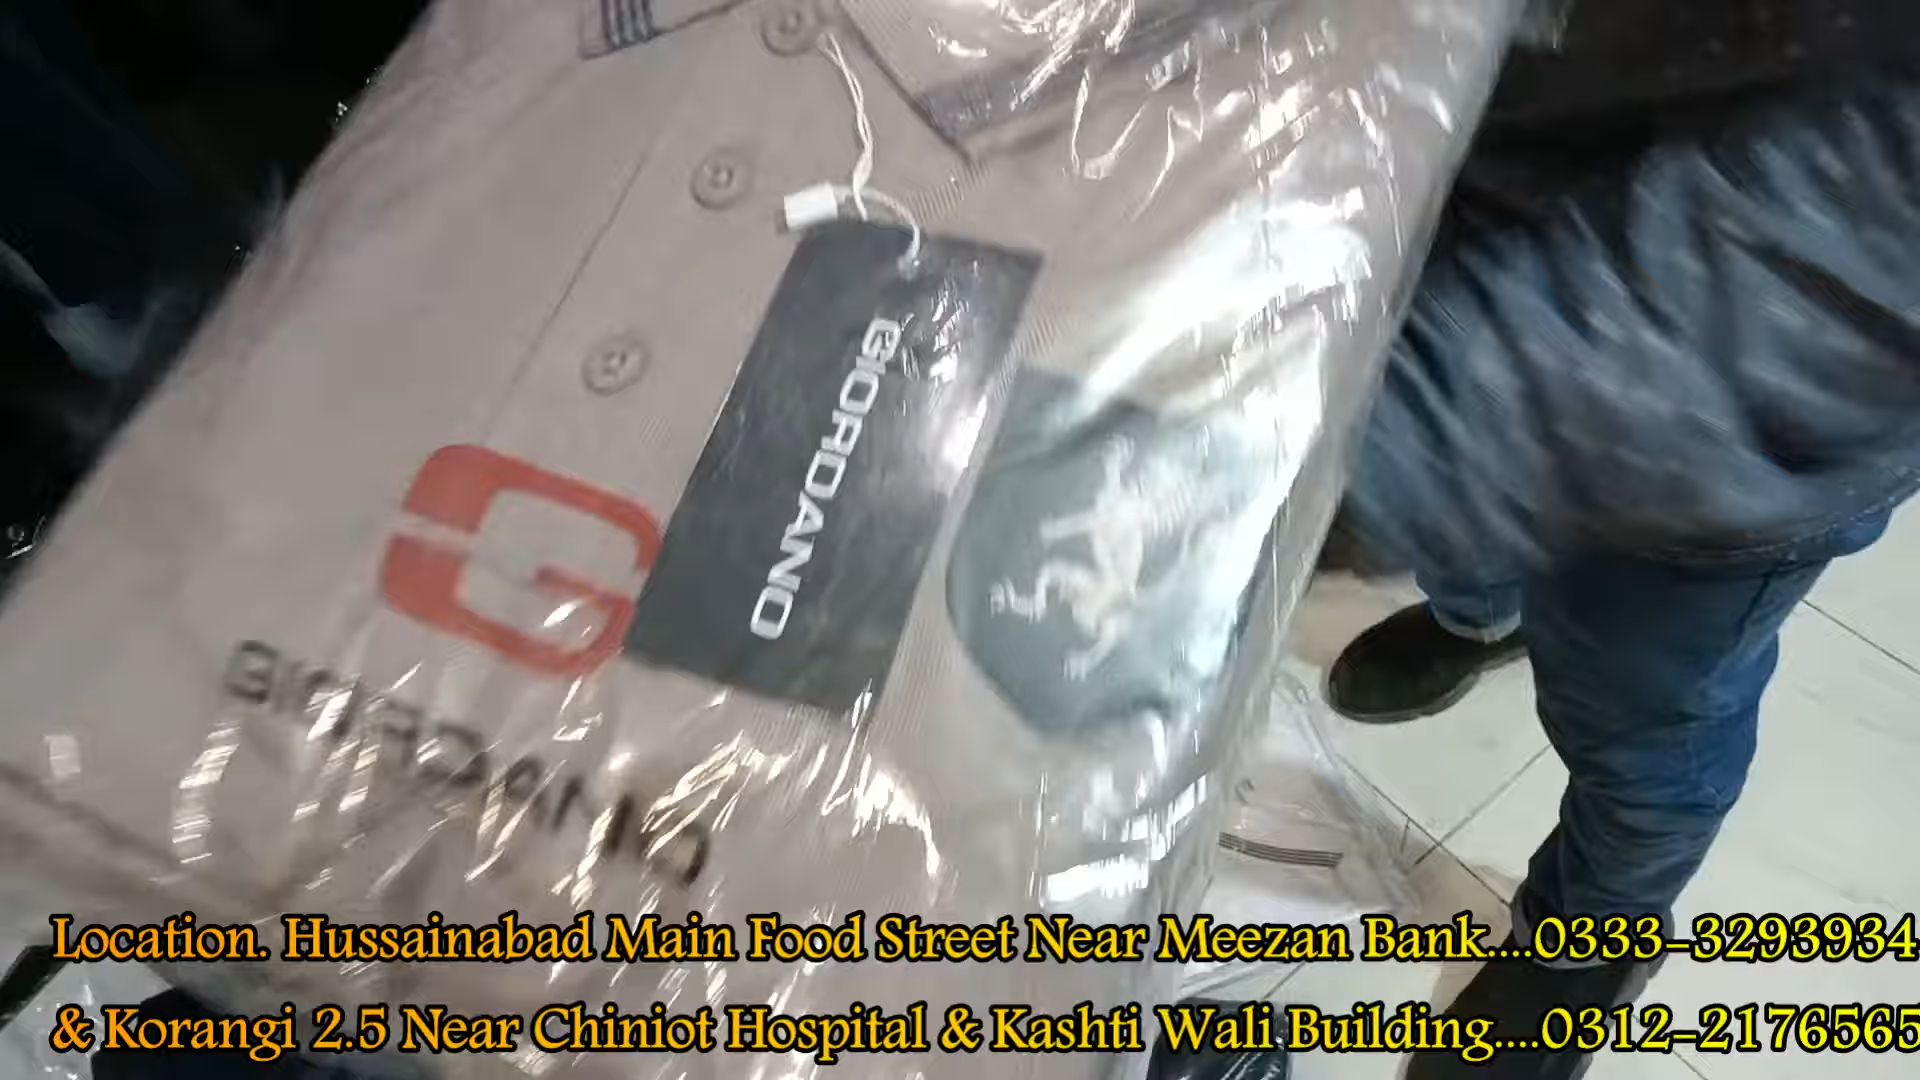 GIORDANO
G
GIORDANO
Location. Hussainabad Main Food Street Near Meezan Bank....0333-3293934
& Korangi 2.5 Near Chiniot Hospital & Kashti Wali Building....0312-2176565